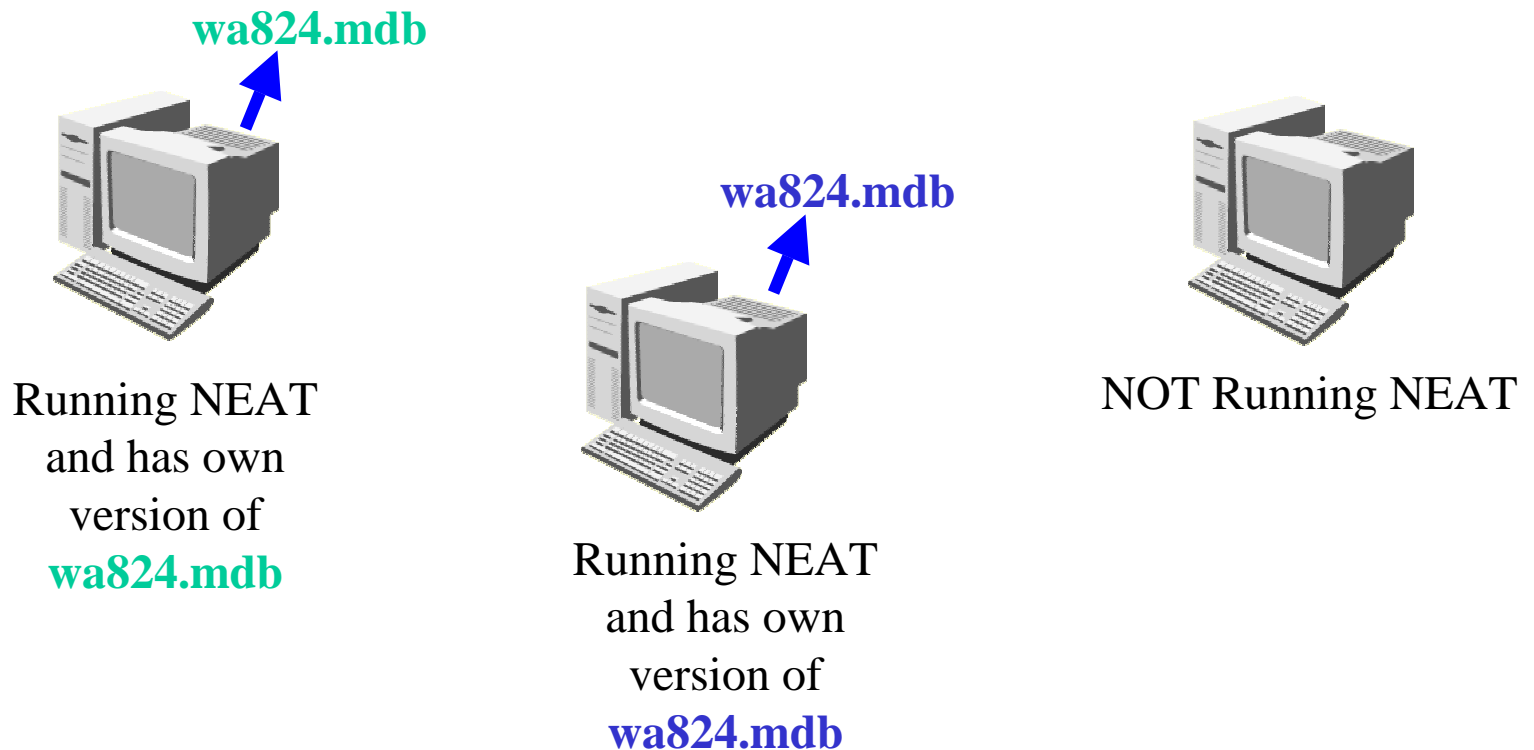 wa824.mdb
Running NEAT
and has own
version of
wa824.mdb
wa824.mdb
Running NEAT
and has own
version of
wa824.mdb
NOT Running NEAT